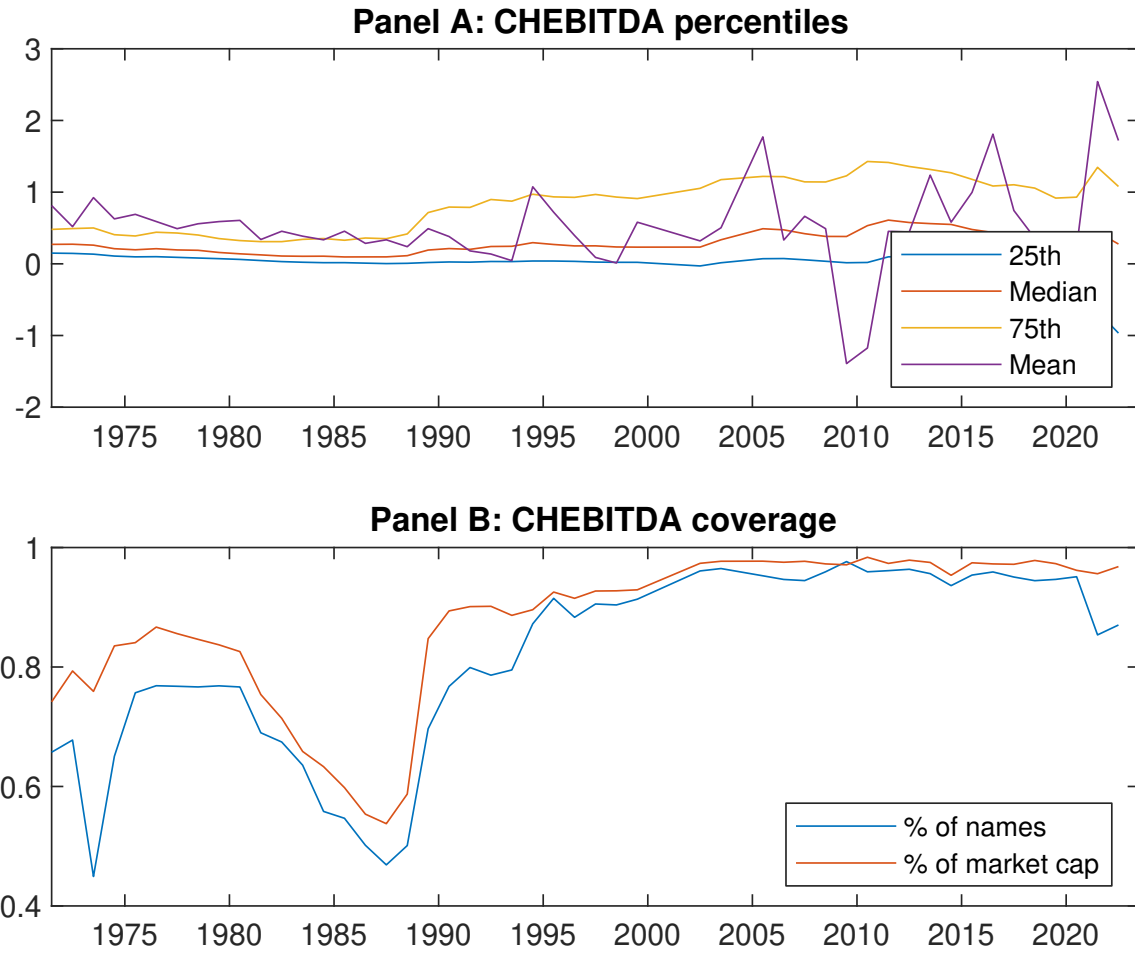 Panel A: CHEBITDA percentiles
3
2
1
0
-1
-2
25th
Median
75th
Mean
1975 1980 1985 1990 1995 2000 2005 2010 2015 2020
Panel B: CHEBITDA coverage
1
0.8
0.6
0.4
% of names
% of market cap
1975 1980 1985 1990 1995 2000 2005 2010 2015 2020